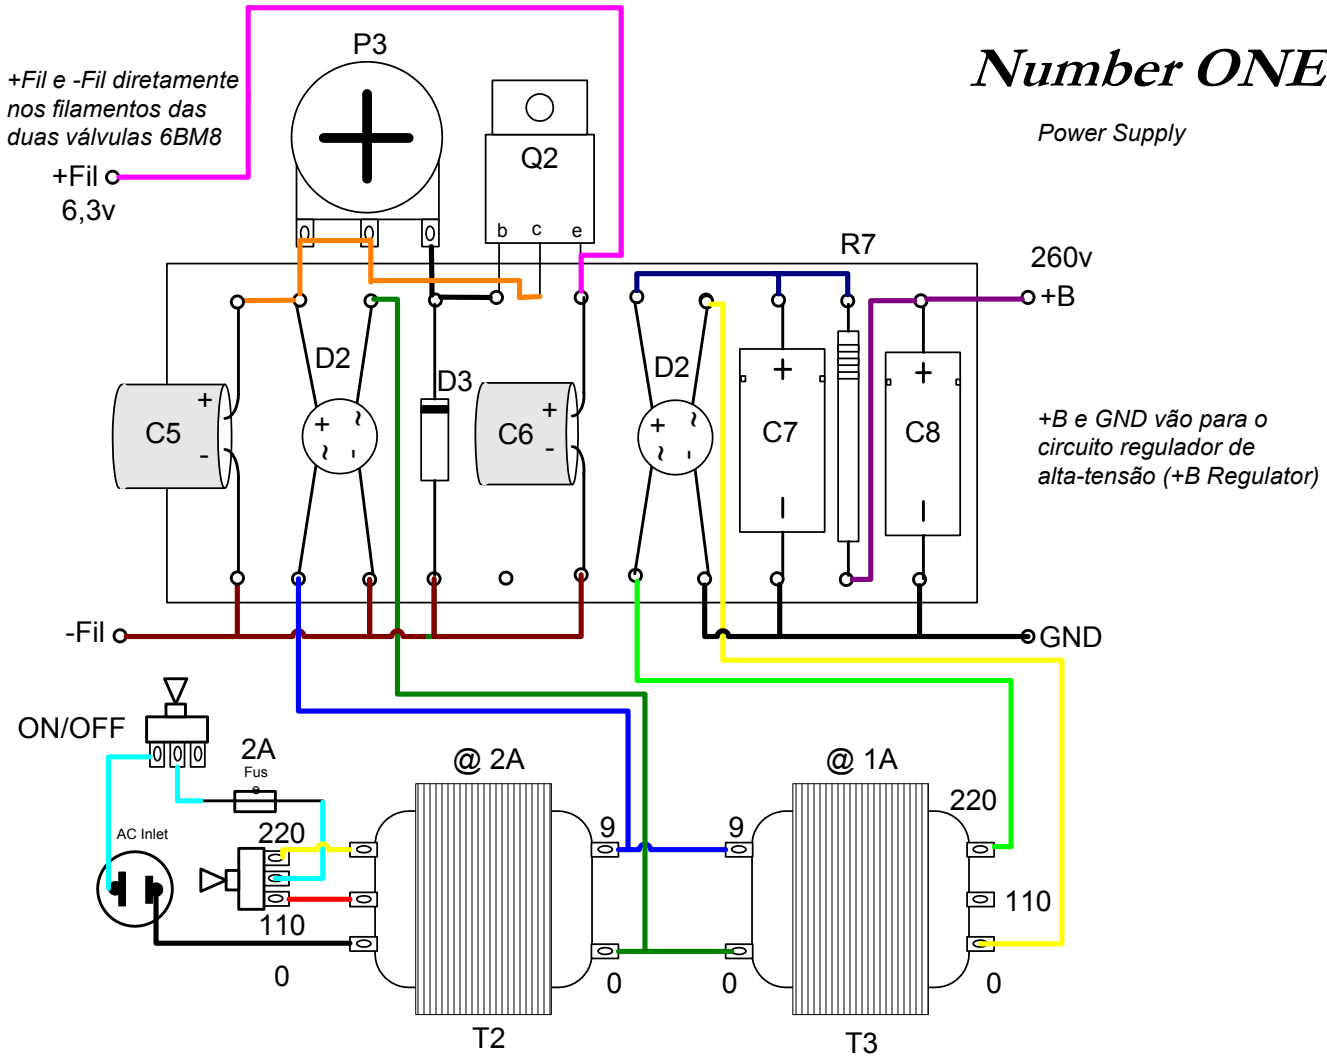 Number ONE
Power Supply
+Fil e -Fil diretamente
nos filamentos das
duas válvulas 6BM8
+Fil
6,3v
P3
Q2
b c e
R7
260v
+B
D2
D3
D2
+
C5
-
+
~
~
-
+
C6
-
+
~
~
-
+
C7
-
+
C8
-
+B e GND vão para o
circuito regulador de
alta-tensão (+B Regulator)
-Fil
GND
ON/OFF
2A
Fus
e
AC Inlet
220
110
0
@ 2A
9
0
T2
@ 1A
9
0
220
110
0
T3